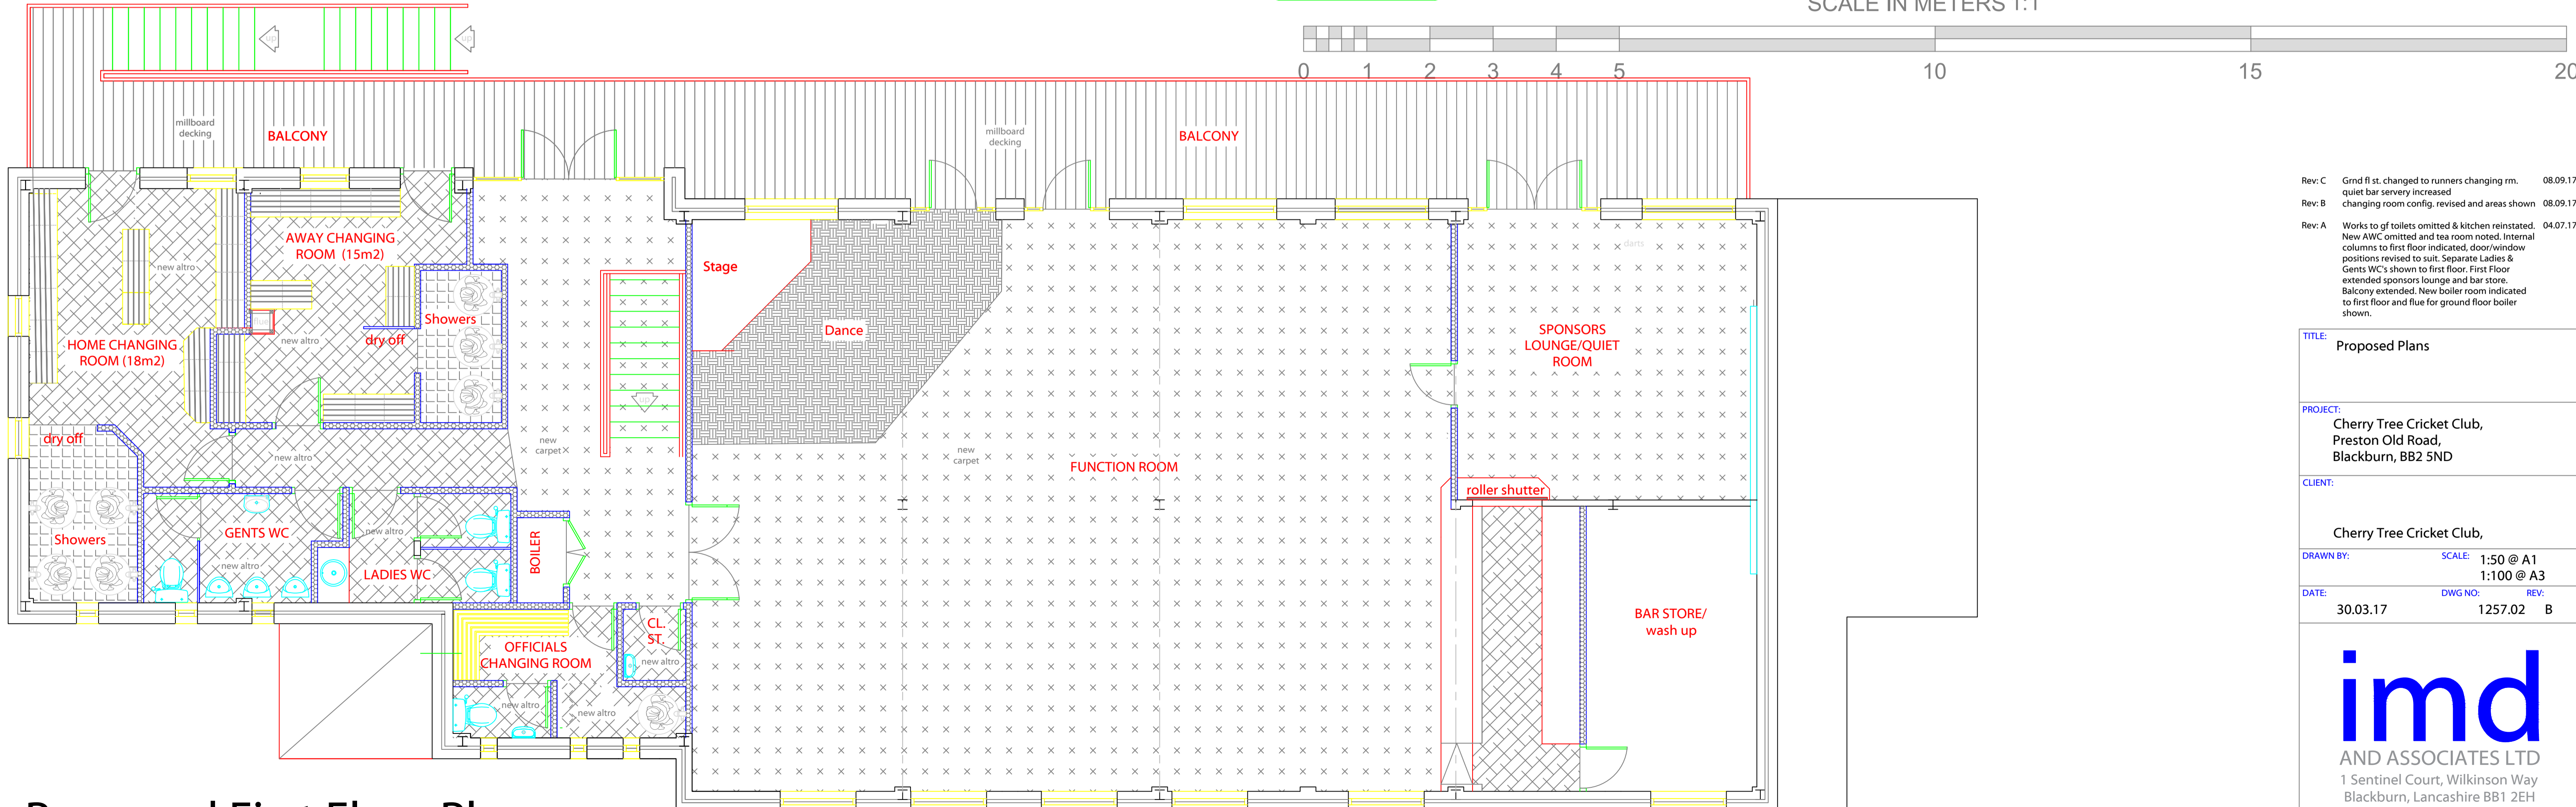 SCALE IN METERS 1:1
0 1 2 3 4 5 10 15 20
up
up
millboard
decking
BALCONY
millboard
decking
BALCONY
AWAY CHANGING
ROOM (15m2)
new altro
Stage
darts
flue
Showers
Dance
HOME CHANGING
ROOM (18m2)
new altro
dry off
SPONSORS
LOUNGE/QUIET
ROOM
up
dry off
new altro
new
carpet
new
carpet
FUNCTION ROOM
roller shutter
Showers
GENTS WC
new altro
new altro
LADIES WC
BOILER
OFFICIALS
CHANGING ROOM
CL.
ST.
new altro
new altro
new altro
BAR STORE/
wash up
Proposed First Floor Plan
Rev: C Grnd fl st. changed to runners changing rm. 08.09.17
quiet bar servery increased
Rev: B changing room config. revised and areas shown 08.09.17
Rev: A Works to gf toilets omitted & kitchen reinstated. 04.07.17
New AWC omitted and tea room noted. Internal
columns to first floor indicated, door/window
positions revised to suit. Separate Ladies &
Gents WC's shown to first floor. First Floor
extended sponsors lounge and bar store.
Balcony extended. New boiler room indicated
to first floor and flue for ground floor boiler
shown.
TITLE:
Proposed Plans
PROJECT:
Cherry Tree Cricket Club,
Preston Old Road,
Blackburn, BB2 5ND
CLIENT:
Cherry Tree Cricket Club,
DRAWN BY: SCALE: 1:50 @ A1
1:100 @ A3
DATE: DWG NO: REV:
30.03.17 1257.02 B
imd
AND ASSOCIATES LTD
1 Sentinel Court, Wilkinson Way
Blackburn, Lancashire BB1 2EH